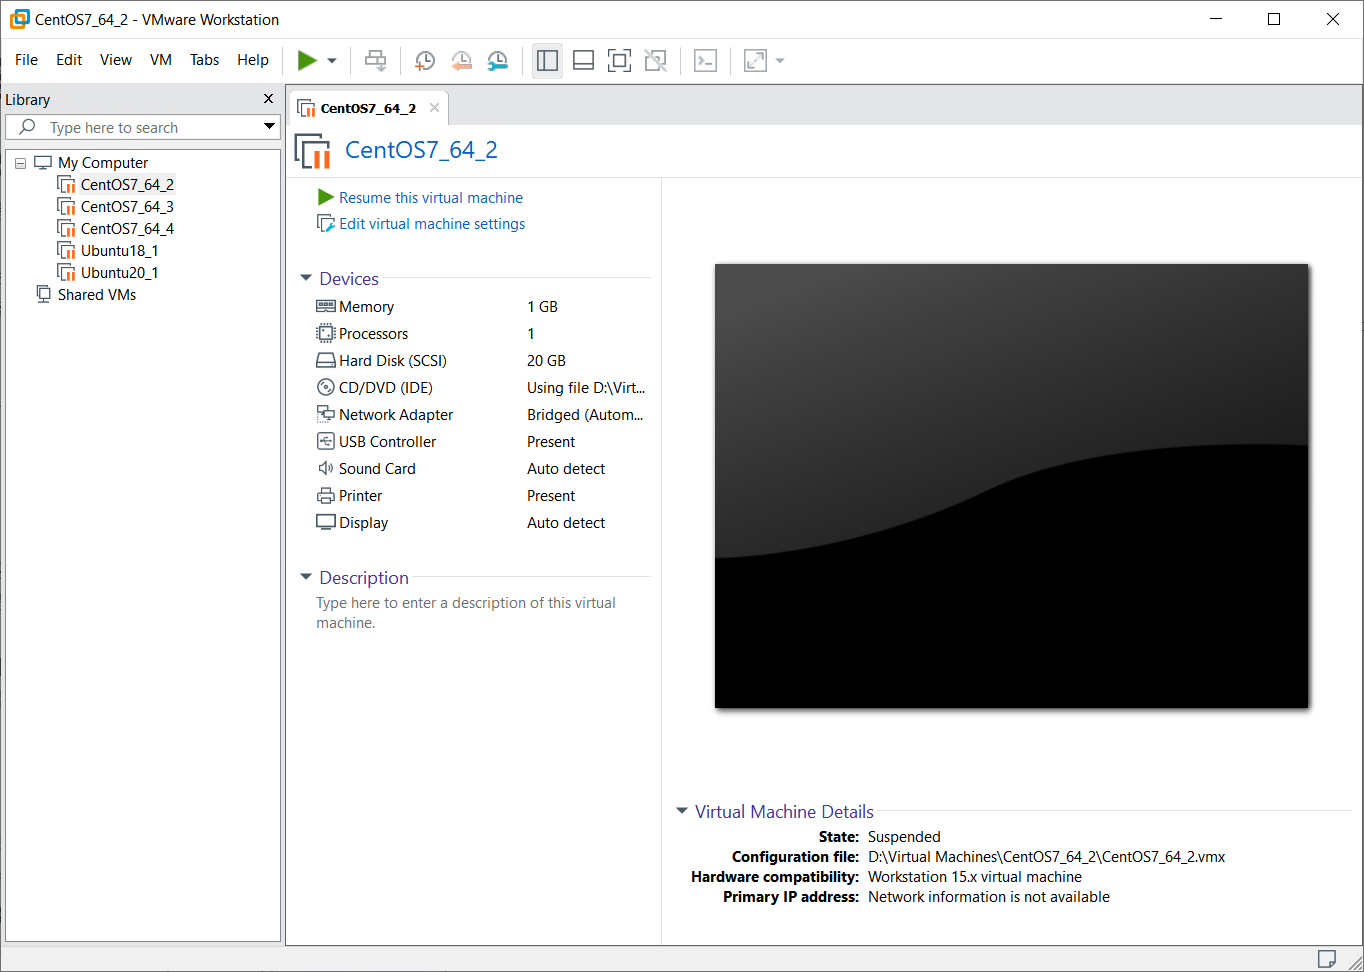 CentOS7_64_2 - VMware Workstation
File Edit View VM Tabs Help
Library
Type here to search
My Computer
CentOS7_64_2
CentOS7_64_3
CentOS7_64_4
Ubuntu18_1
Ubuntu20_1
Shared VMs
CentOS7_64_2
CentOS7_64_2
Resume this virtual machine
Edit virtual machine settings
Devices
Memory 1 GB
Processors 1
Hard Disk (SCSI) 20 GB
CD/DVD (IDE) Using file D:\Virt...
Network Adapter Bridged (Autom...
USB Controller Present
Sound Card Auto detect
Printer Present
Display Auto detect
Description
Type here to enter a description of this virtual
machine.
Virtual Machine Details
State: Suspended
Configuration file: D:\Virtual Machines\CentOS7_64_2\CentOS7_64_2.vmx
Hardware compatibility: Workstation 15.x virtual machine
Primary IP address: Network information is not available